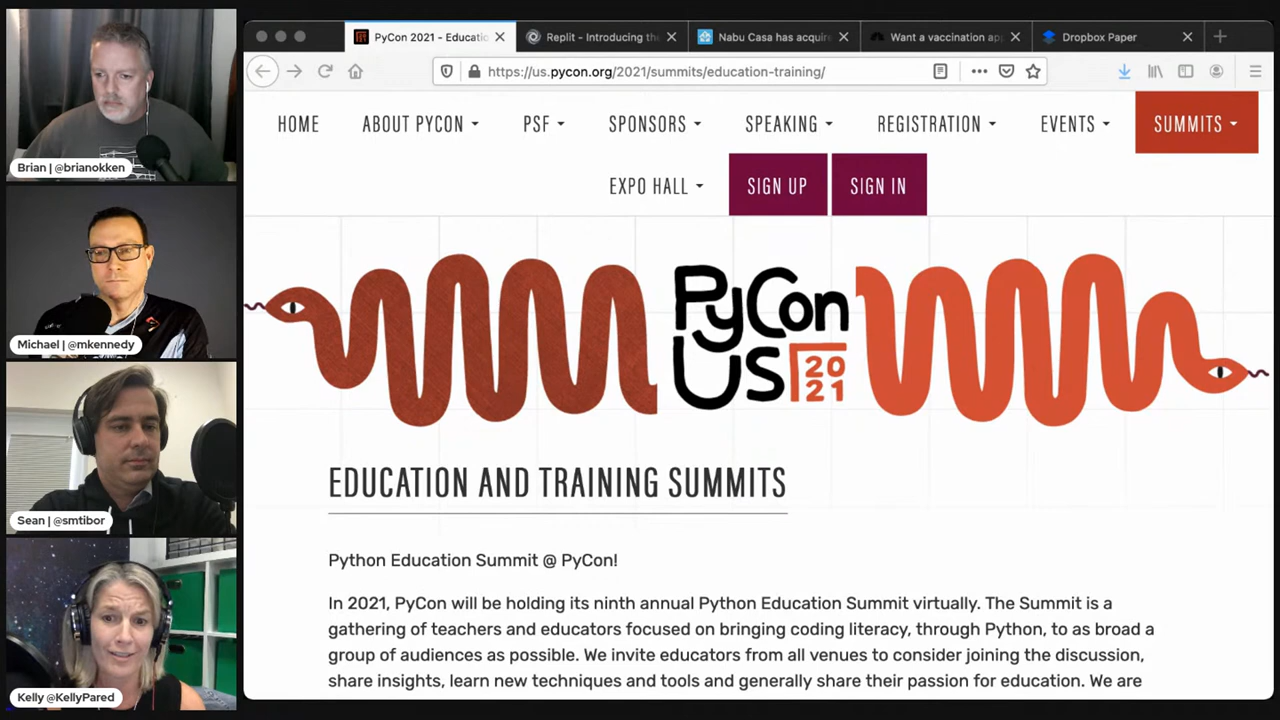 Brian | @brianokken
Michael | @mkennedy
Sean | @smtibor
Kelly @KellyPared
PyCon 2021 - Educatio
Replit - Introducing the
Nabu Casa has acquire
Want a vaccination app
Dropbox Paper
https://us.pycon.org/2021/summits/education-training/
HOME ABOUT PYCON PSF SPONSORS SPEAKING REGISTRATION EVENTS SUMMITS
EXPO HALL SIGN UP SIGN IN
PyCon
US 20
21
EDUCATION AND TRAINING SUMMITS
Python Education Summit @ PyCon!
In 2021, PyCon will be holding its ninth annual Python Education Summit virtually. The Summit is a
gathering of teachers and educators focused on bringing coding literacy, through Python, to as broad a
group of audiences as possible. We invite educators from all venues to consider joining the discussion,
share insights, learn new techniques and tools and generally share their passion for education. We are